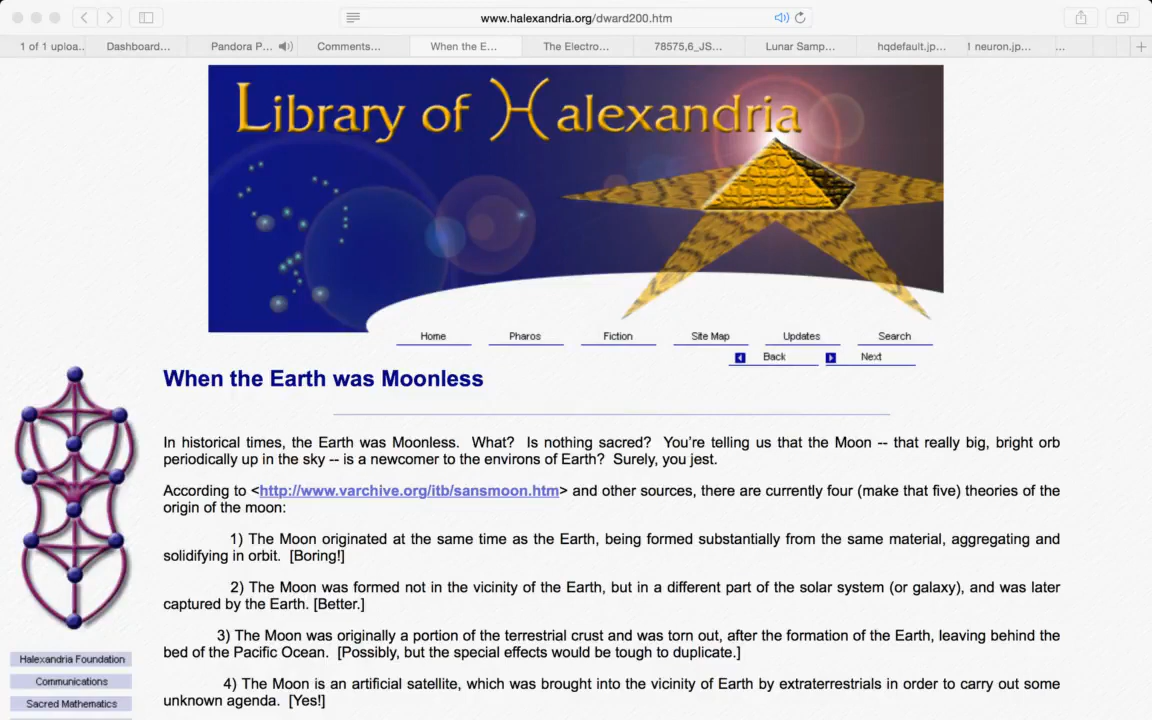 www.halexandria.org/dward200.htm
1 of 1 uploa... Dashboard... Pandora P... Comments... When the E... The Electro... 78575,6_JS... Lunar Samp... hqdefault.jp... 1 neuron.jp... ...
Library of Halexandria
Home Pharos Fiction Site Map Updates Search
Back Next
When the Earth was Moonless
In historical times, the Earth was Moonless. What? Is nothing sacred? You're telling us that the Moon -- that really big, bright orb
periodically up in the sky -- is a newcomer to the environs of Earth? Surely, you jest.
According to <http://www.varchive.org/itb/sansmoon.htm> and other sources, there are currently four (make that five) theories of the
origin of the moon:
1) The Moon originated at the same time as the Earth, being formed substantially from the same material, aggregating and
solidifying in orbit. [Boring!]
2) The Moon was formed not in the vicinity of the Earth, but in a different part of the solar system (or galaxy), and was later
captured by the Earth. [Better.]
3) The Moon was originally a portion of the terrestrial crust and was torn out, after the formation of the Earth, leaving behind the
bed of the Pacific Ocean. [Possibly, but the special effects would be tough to duplicate.]
4) The Moon is an artificial satellite, which was brought into the vicinity of Earth by extraterrestrials in order to carry out some
unknown agenda. [Yes!]
Halexandria Foundation
Communications
Sacred Mathematics